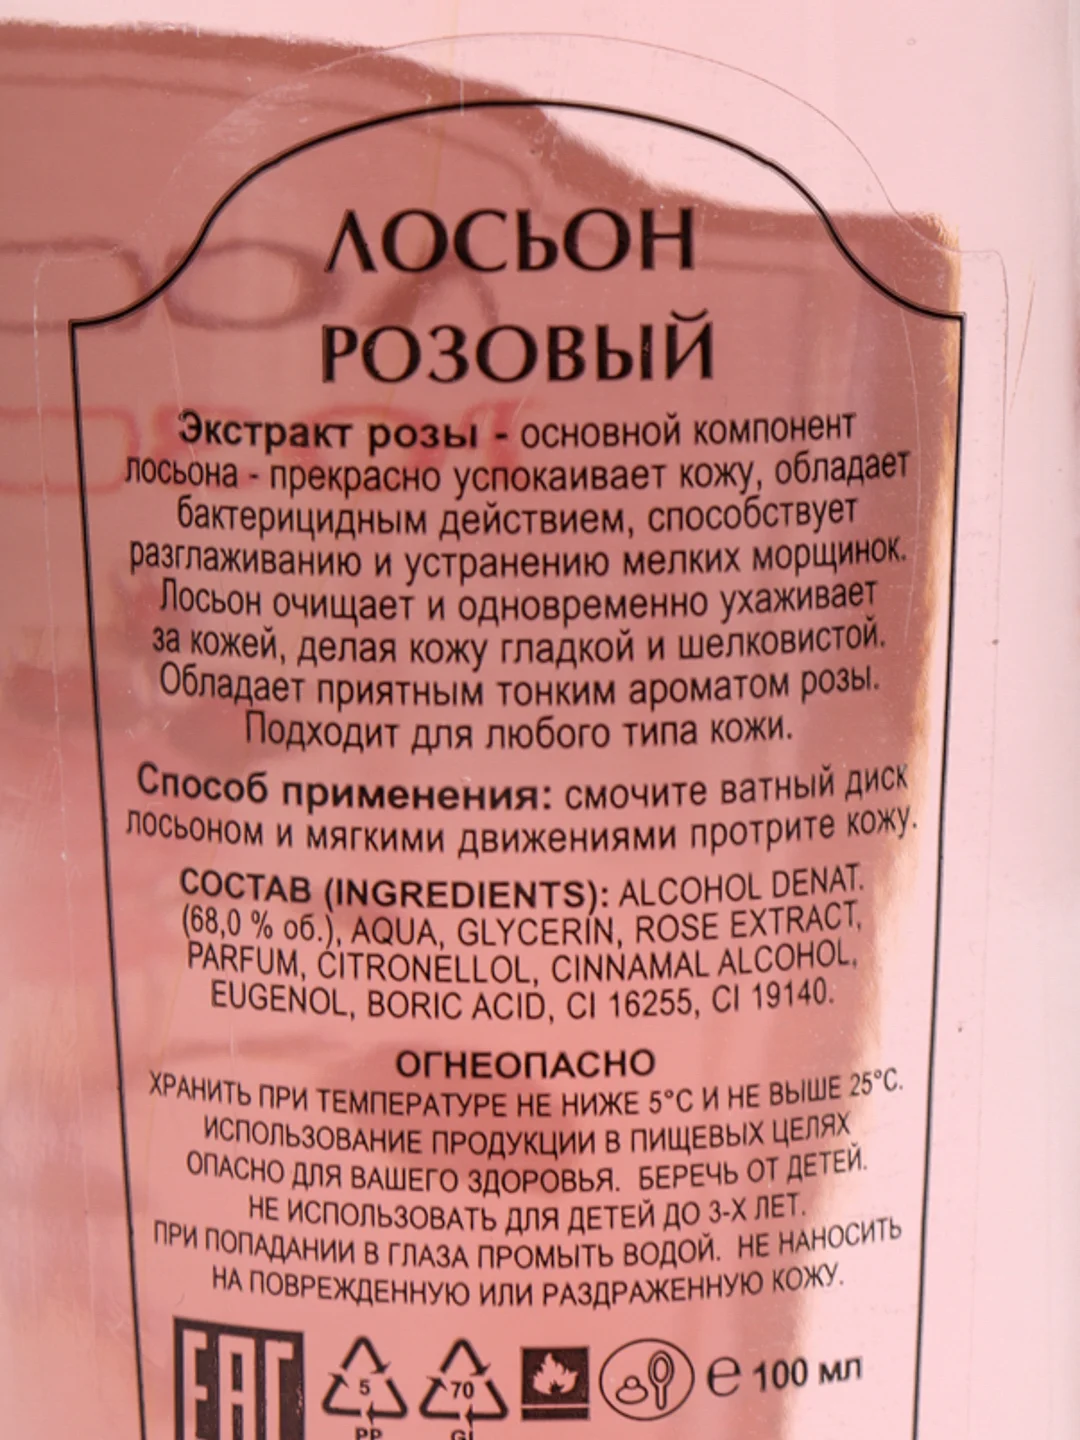 ЛОСЬОН
РОЗОВЫЙ
Экстракт розы - основной компонент
лосьона - прекрасно успокаивает кожу, обладает
бактерицидным действием, способствует
разглаживанию и устранению мелких морщинок.
Лосьон очищает и одновременно ухаживает
за кожей, делая кожу гладкой и шелковистой.
Обладает приятным тонким ароматом розы.
Подходит для любого типа кожи.
Способ применения: смочите ватный диск
лосьоном и мягкими движениями протрите кожу.
СОСТАВ (INGREDIENTS): ALCOHOL DENAT.
(68,0 % об.), AQUA, GLYCERIN, ROSE EXTRACT,
PARFUM, CITRONELLOL, CINNAMAL ALCOHOL,
EUGENOL, BORIC ACID, CI 16255, CI 19140.
ОГНЕОПАСНО
ХРАНИТЬ ПРИ ТЕМПЕРАТУРЕ НЕ НИЖЕ 5°С И НЕ ВЫШЕ 25°С.
ИСПОЛЬЗОВАНИЕ ПРОДУКЦИИ В ПИЩЕВЫХ ЦЕЛЯХ
ОПАСНО ДЛЯ ВАШЕГО ЗДОРОВЬЯ. БЕРЕЧЬ ОТ ДЕТЕЙ.
НЕ ИСПОЛЬЗОВАТЬ ДЛЯ ДЕТЕЙ ДО 3-Х ЛЕТ.
ПРИ ПОПАДАНИИ В ГЛАЗА ПРОМЫТЬ ВОДОЙ. НЕ НАНОСИТЬ
НА ПОВРЕЖДЕННУЮ ИЛИ РАЗДРАЖЕННУЮ КОЖУ.
ЕАС 5 70 е 100 мл
PP GL